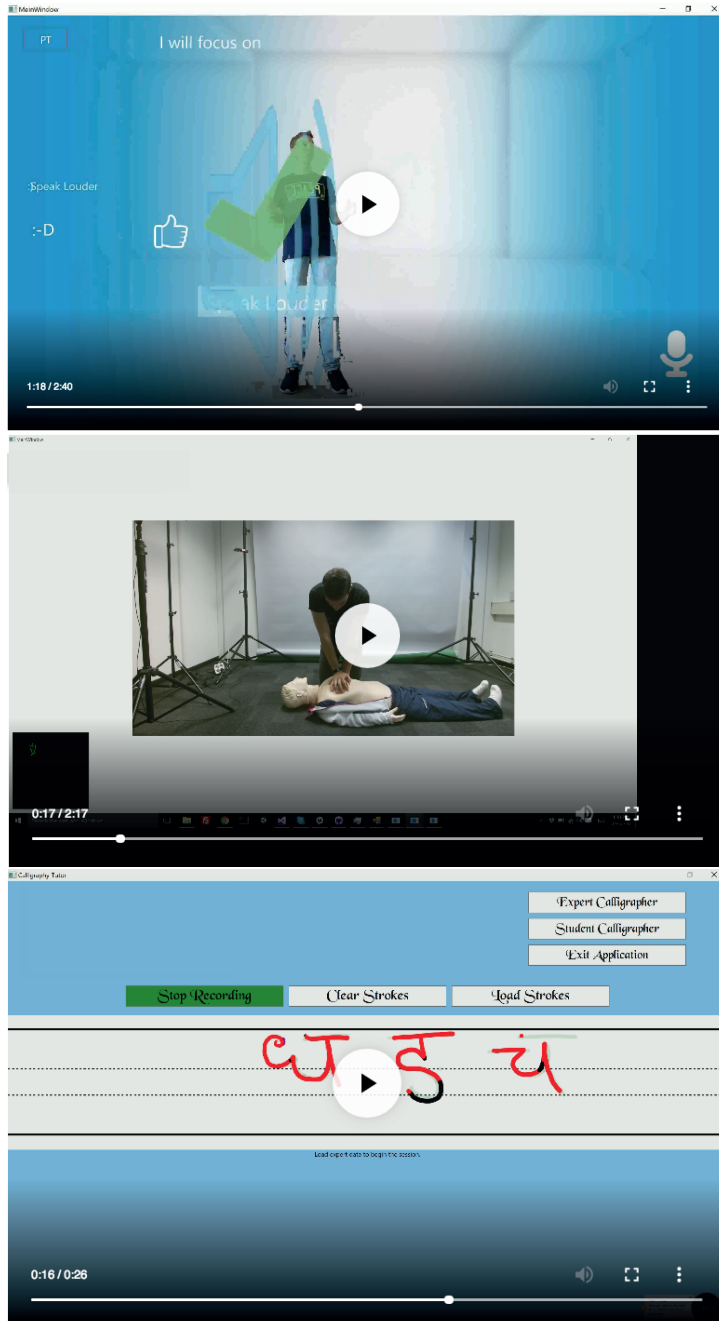 MainWindow
PT
I will focus on
Speak Louder
:-D
Speak Louder
1:18 / 2:40
MainWindow
0:17 / 2:17
Calligraphy Tutor
Expert Calligrapher
Student Calligrapher
Exit Application
Stop Recording
Clear Strokes
Load Strokes
Load expert data to begin the session.
0:16 / 0:26